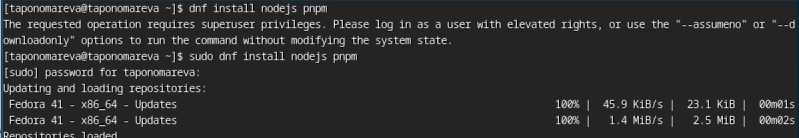 [taponomareva@taponomareva ~]$ dnf install nodejs pnpm
The requested operation requires superuser privileges. Please log in as a user with elevated rights, or use the "--assumeno" or "--d
ownloadonly" options to run the command without modifying the system state.
[taponomareva@taponomareva ~]$ sudo dnf install nodejs pnpm
[sudo] password for taponomareva:
Updating and loading repositories:
Fedora 41 - x86_64 - Updates 100% | 45.9 KiB/s | 23.1 KiB | 00m01s
Fedora 41 - x86_64 - Updates 100% | 1.4 MiB/s | 2.5 MiB | 00m02s
Repositories loaded.